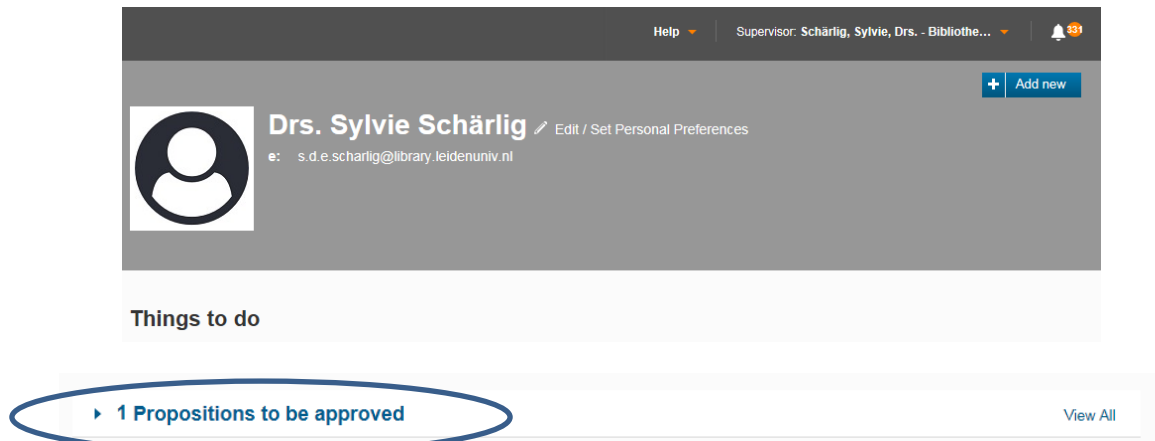 Help Supervisor: Schärlig, Sylvie, Drs. - Bibliothe... 331
+ Add new
Drs. Sylvie Schärlig Edit / Set Personal Preferences
e: s.d.e.scharlig@library.leidenuniv.nl
Things to do
1 Propositions to be approved View All